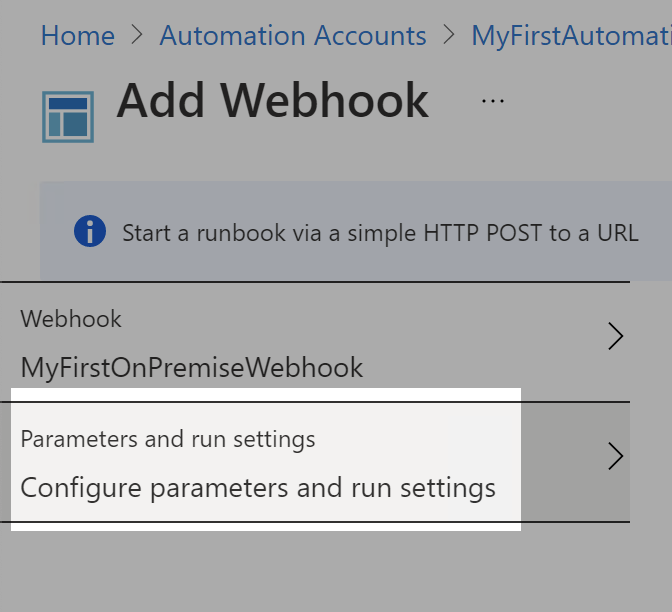 Home > Automation Accounts > MyFirstAutomati
Add Webhook ...
Start a runbook via a simple HTTP POST to a URL
Webhook
MyFirstOnPremiseWebhook
Parameters and run settings
Configure parameters and run settings